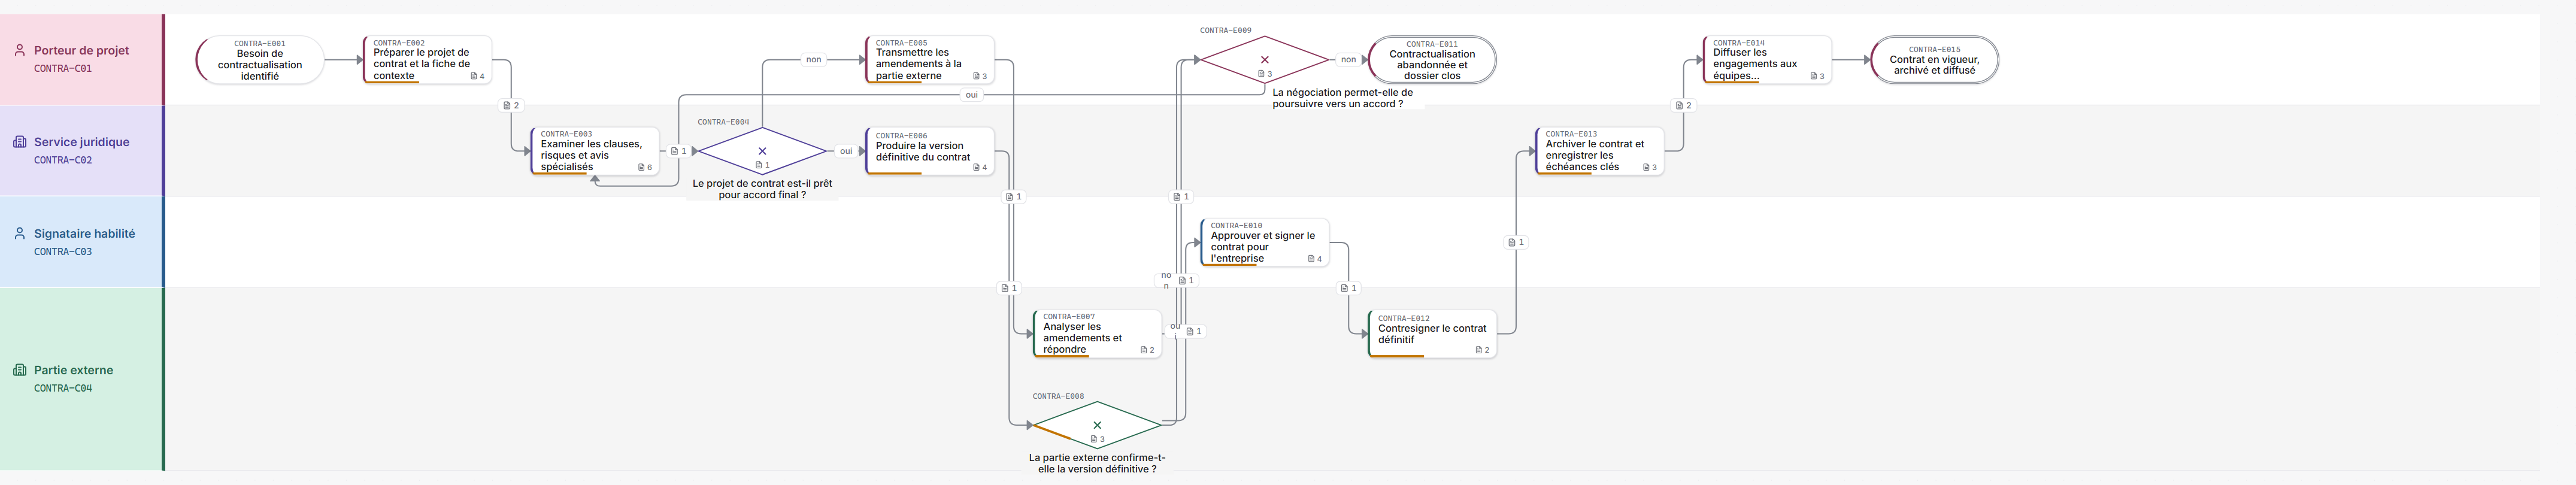 Porteur de projet
CONTRA-C01
CONTRA-E001
Besoin de
contractualisation
identifié
CONTRA-E002
Préparer le projet de
contrat et la fiche de
contexte
4
non
CONTRA-E005
Transmettre les
amendements à la
partie externe
3
CONTRA-E009
3
La négociation permet-elle de
poursuivre vers un accord ?
non
CONTRA-E011
Contractualisation
abandonnée et
dossier clos
CONTRA-E014
Diffuser les
engagements aux
équipes...
3
CONTRA-E015
Contrat en vigueur,
archivé et diffusé
oui
2
2
Service juridique
CONTRA-C02
CONTRA-E003
Examiner les clauses,
risques et avis
spécialisés
6
1
CONTRA-E004
1
Le projet de contrat est-il prêt
pour accord final ?
oui
CONTRA-E006
Produire la version
définitive du contrat
4
CONTRA-E013
Archiver le contrat et
enregistrer les
échéances clés
3
1
1
Signataire habilité
CONTRA-C03
CONTRA-E010
Approuver et signer le
contrat pour
l'entreprise
4
1
no
n
1
1
1
Partie externe
CONTRA-C04
CONTRA-E007
Analyser les
amendements et
répondre
2
ou
i
1
CONTRA-E012
Contresigner le contrat
définitif
2
CONTRA-E008
3
La partie externe confirme-t-
elle la version définitive ?